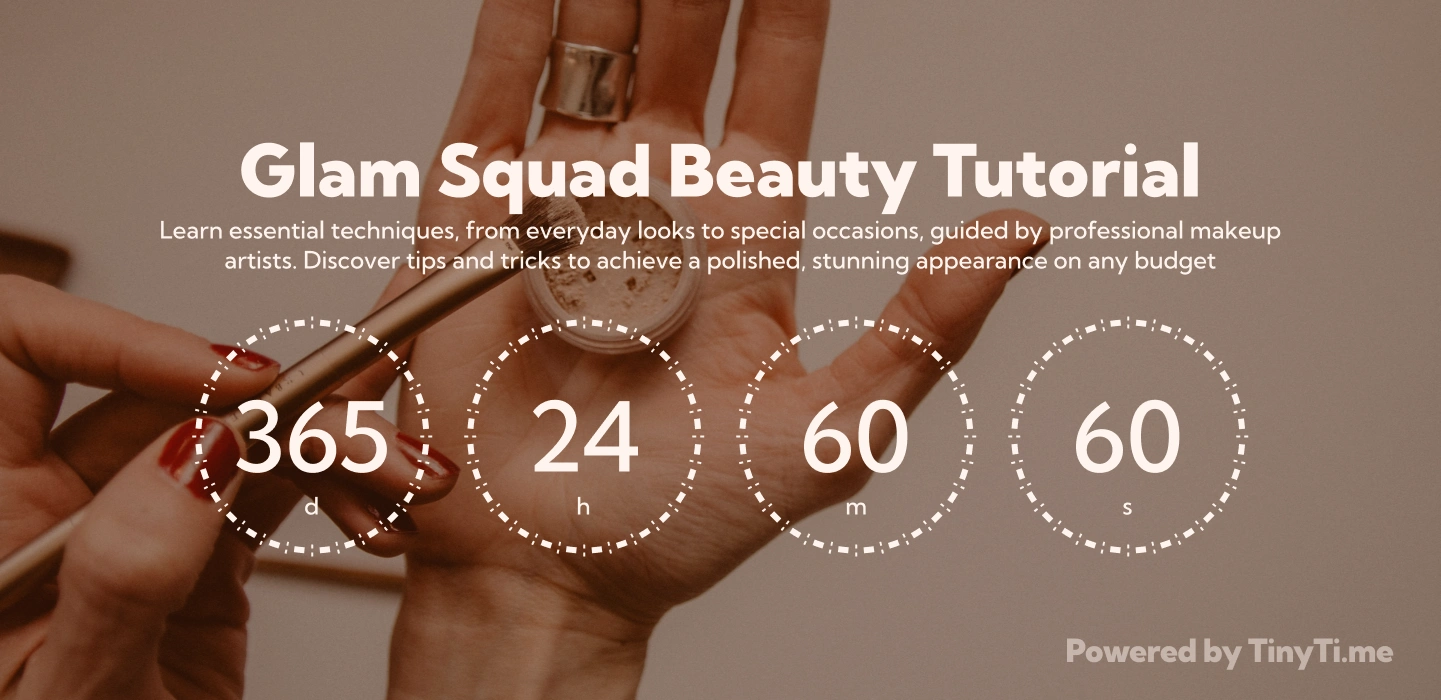 Glam Squad Beauty Tutorial
Learn essential techniques, from everyday looks to special occasions, guided by professional makeup
artists. Discover tips and tricks to achieve a polished, stunning appearance on any budget
365 24 60 60
d h m s
Powered by TinyTi.me